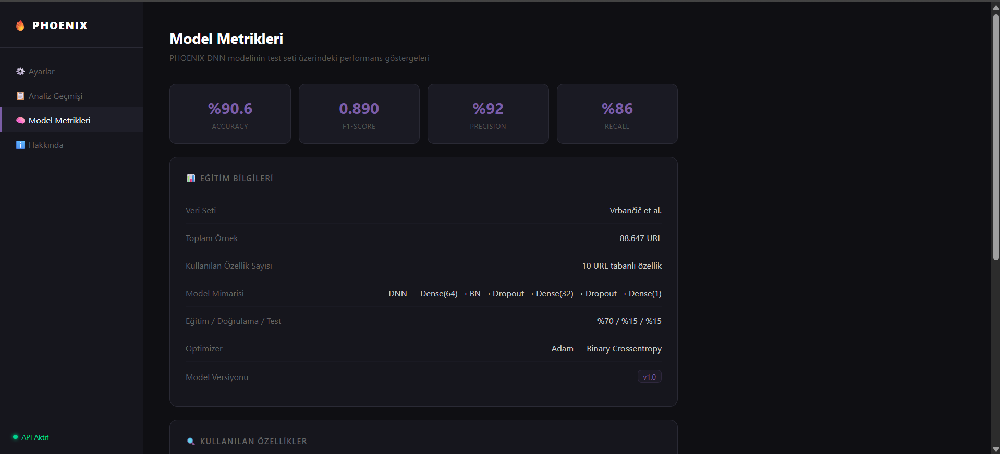 PHOENIX
Ayarlar
Analiz Geçmişi
Model Metrikleri
Hakkında
API Aktif
Model Metrikleri
PHOENIX DNN modelinin test seti üzerindeki performans göstergeleri
%90.6
ACCURACY
0.890
F1-SCORE
%92
PRECİSİON
%86
RECALL
EĞİTİM BİLGİLERİ
Veri Seti Vrbančič et al.
Toplam Örnek 88.647 URL
Kullanılan Özellik Sayısı 10 URL tabanlı özellik
Model Mimarisi DNN — Dense(64) → BN → Dropout → Dense(32) → Dropout → Dense(1)
Eğitim / Doğrulama / Test %70 / %15 / %15
Optimizer Adam — Binary Crossentropy
Model Versiyonu v1.0
KULLANILAN ÖZELLİKLER